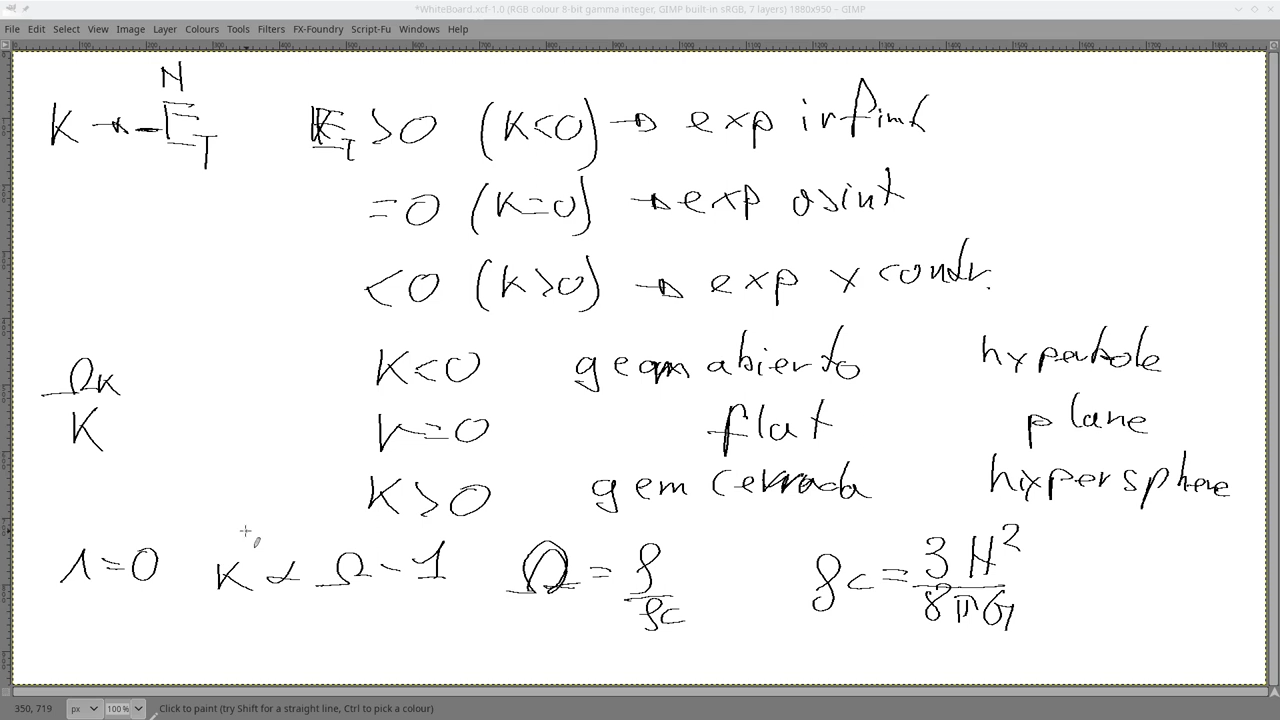 *WhiteBoard.xcf-1.0 (RGB colour 8-bit gamma integer, GIMP built-in sRGB, 7 layers) 1880x950 – GIMP
File Edit Select View Image Layer Colours Tools Filters FX-Foundry Script-Fu Windows Help
K → -E_T^N E_T >0 (K<0) → exp infinit
=0 (K=0) → exp asint
<0 (K>0) → exp y contr.
K<0 geom abierta hyperbole
Ωk
K K=0 flat plane
K>0 geom cerrada hypersphere
Λ=0 K ∝ Ω-1 Ω = ρ/ρc ρc = 3H²/8πG
350, 719 px 100% Click to paint (try Shift for a straight line, Ctrl to pick a colour)